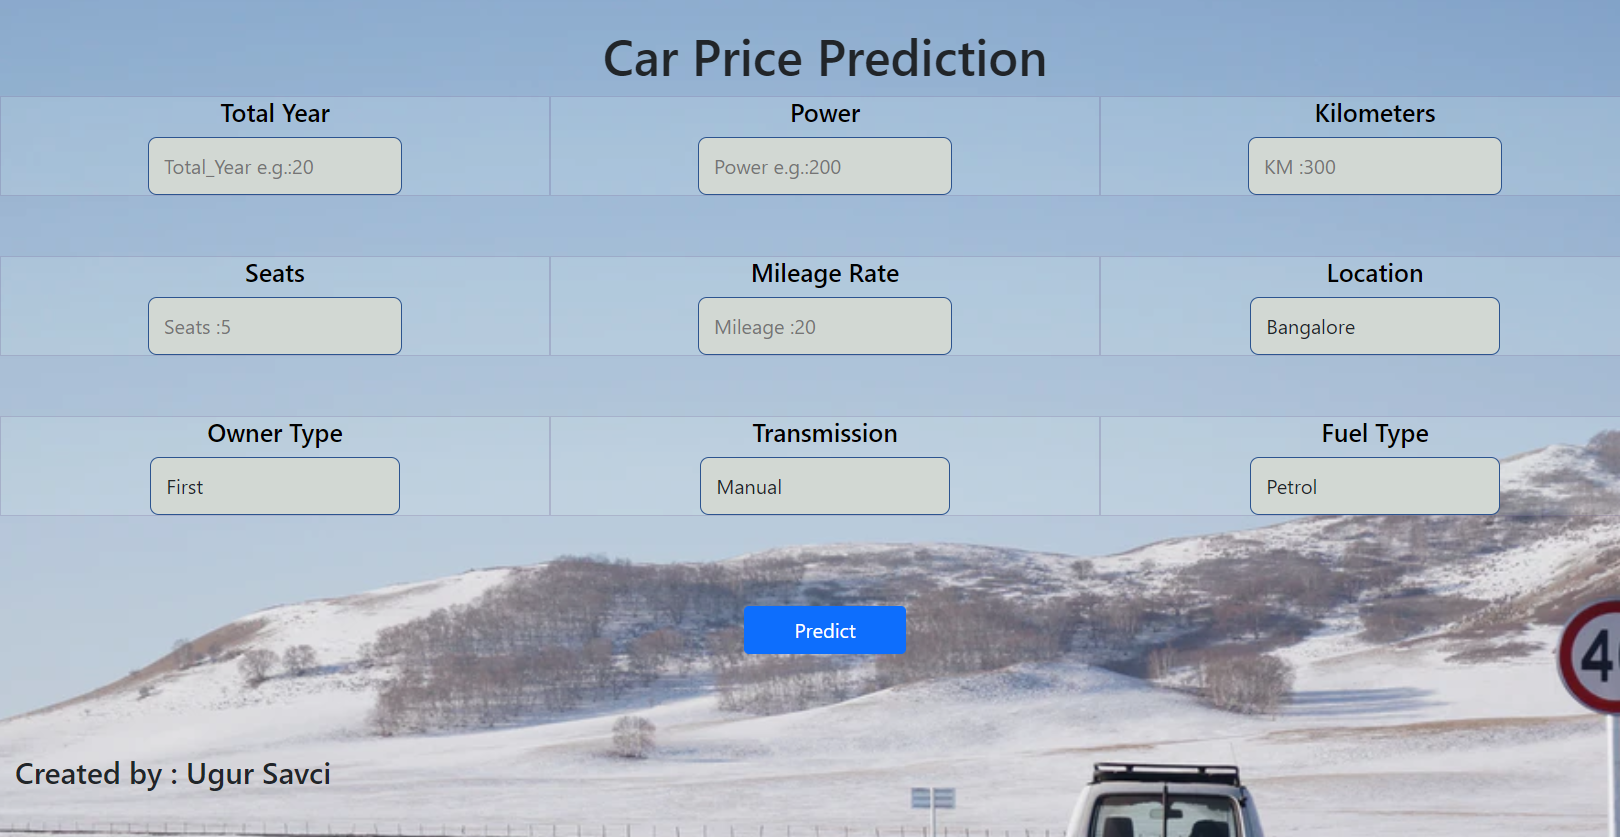 Car Price Prediction
Total Year Power Kilometers
Total_Year e.g.:20 Power e.g.:200 KM :300
Seats Mileage Rate Location
Seats :5 Mileage :20 Bangalore
Owner Type Transmission Fuel Type
First Manual Petrol
Predict
4
Created by : Ugur Savci